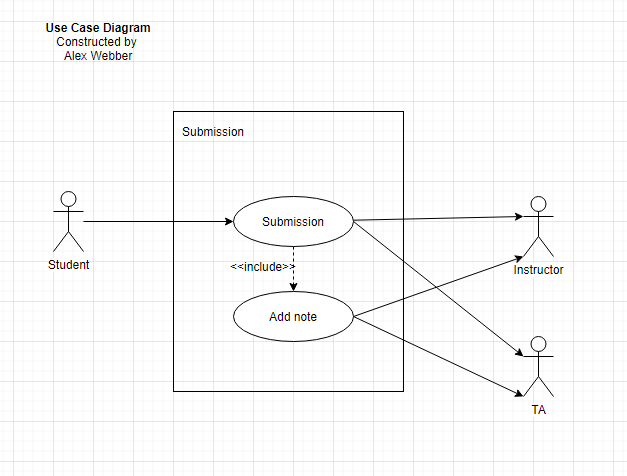 Use Case Diagram
Constructed by
Alex Webber
Submission
Submission
Student
<<include>>
Instructor
Add note
TA